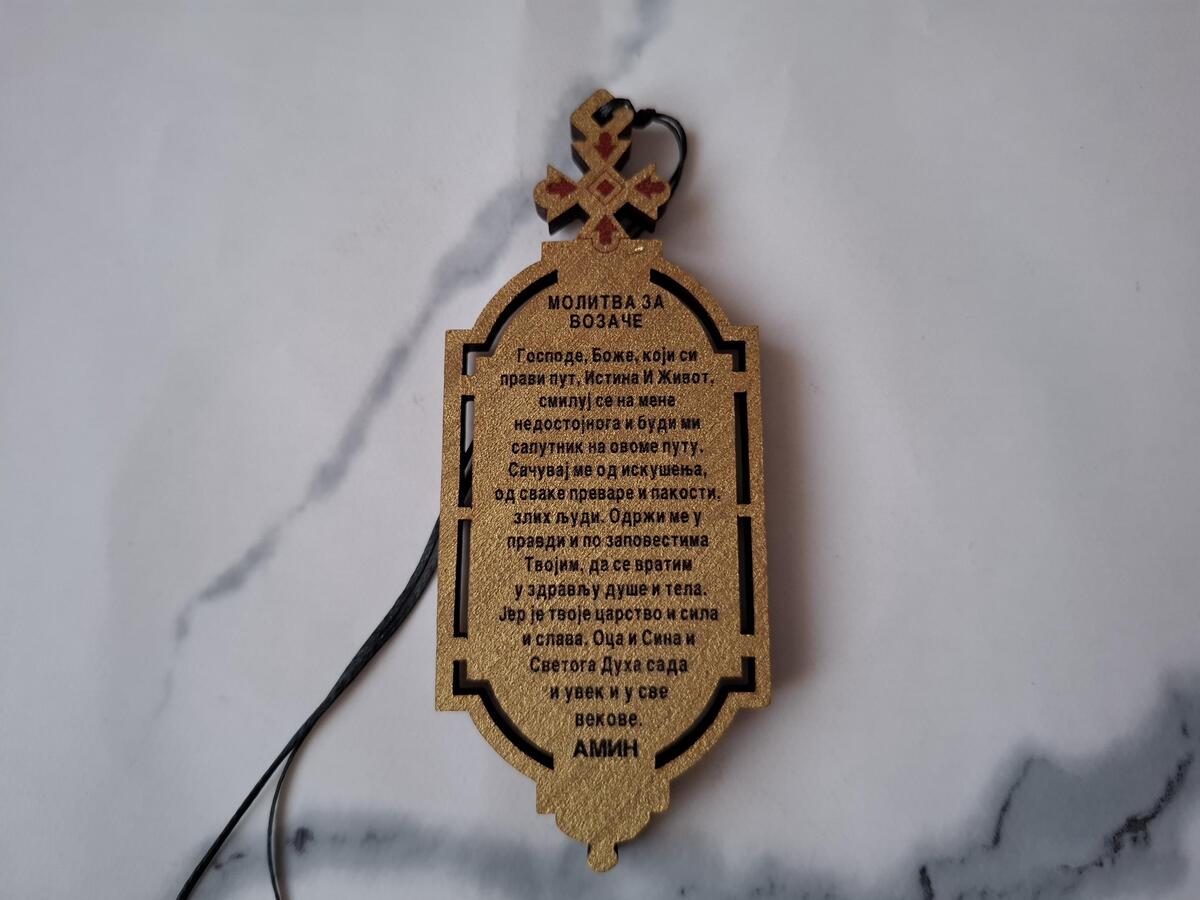 МОЛИТВА ЗА
ВОЗАЧЕ
Господе, Боже, који си
прави пут, Истина И Живот,
смилуј се на мене
недостојнога и буди ми
сапутник на овоме путу.
Сачувај ме од искушења,
од сваке преваре и пакости,
злих људи. Одржи ме у
правди и по заповестима
Твојим, да се вратим
у здрављу душе и тела.
Јер је твоје царство и сила
и слава, Оца и Сина и
Светога Духа сада
и увек и у све
векове.
АМИН